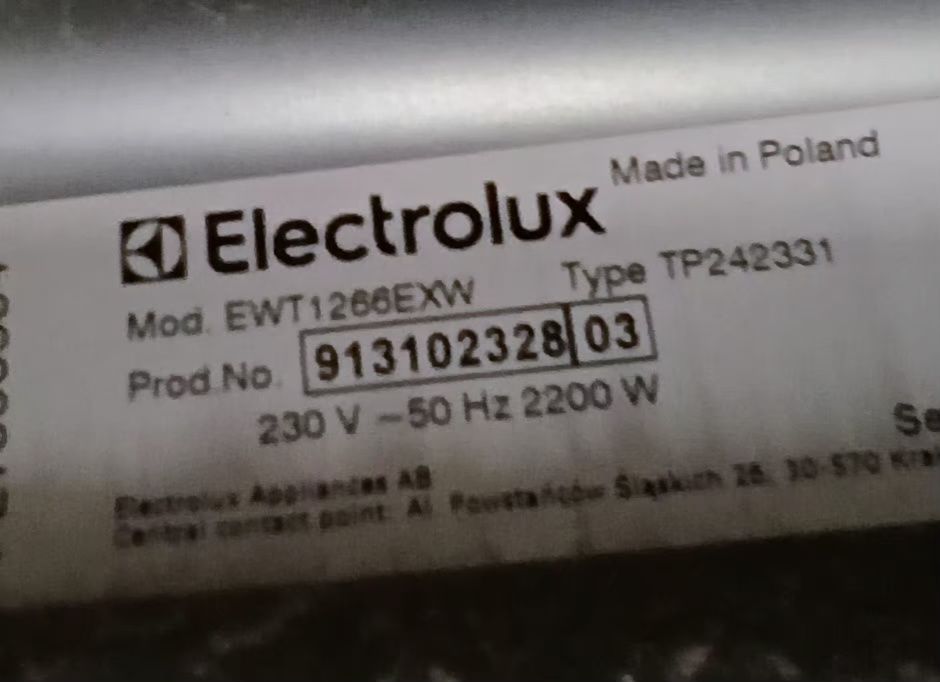 Made in Poland
Electrolux
Mod. EWT1266EXW Type TP242331
Prod.No. 913102328 03
230 V ~50 Hz 2200 W
Se
Electrolux Appliances AB
Central contact point: Al. Powstańców Śląskich 26, 30-570 Kra